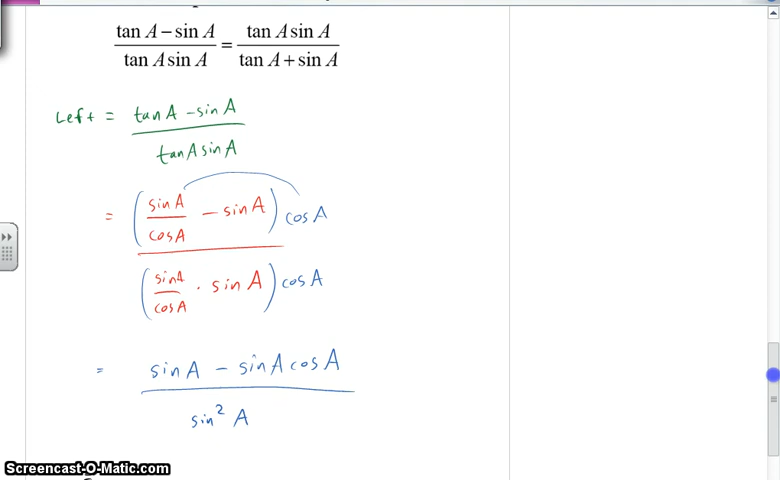 tan A − sin A / tan A sin A = tan A sin A / tan A + sin A
Left = tan A − sin A / tan A sin A
= (sin A / cos A − sin A) cos A / (sin A / cos A · sin A) cos A
= sin A − sin A cos A / sin² A
Screencast-O-Matic.com